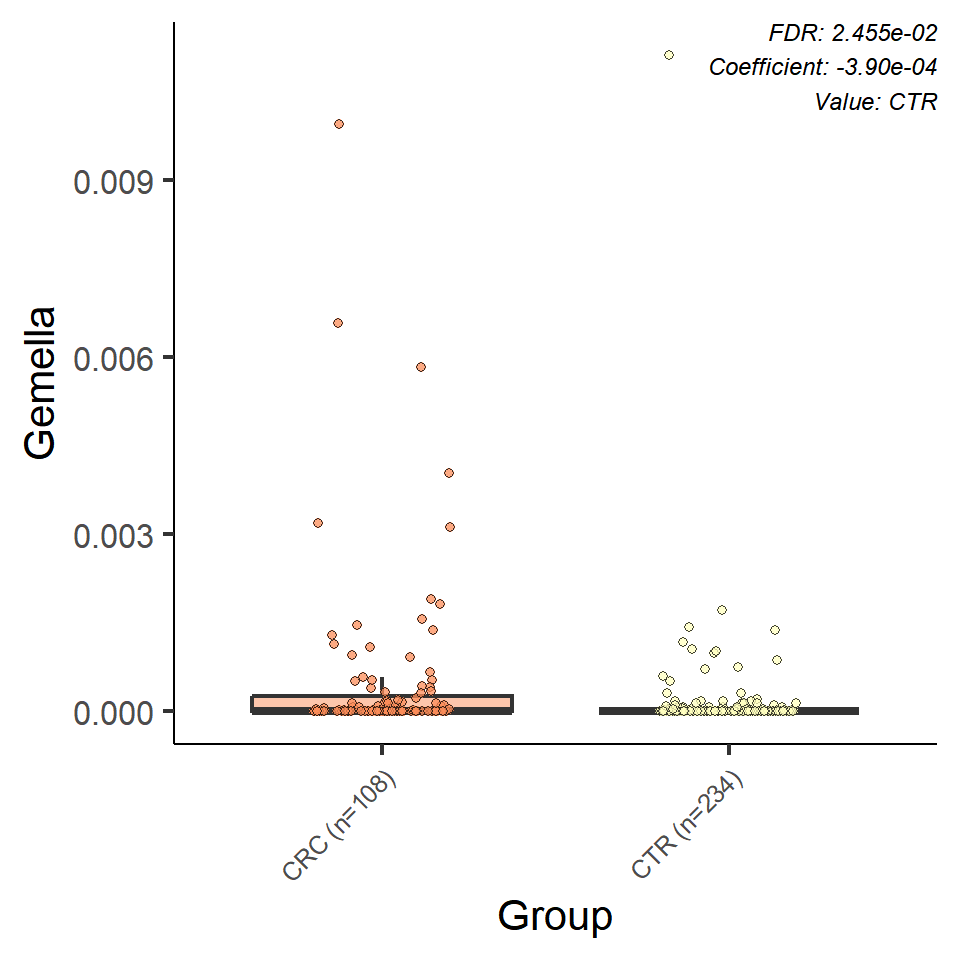 FDR: 2.455e-02
Coefficient: -3.90e-04
Value: CTR
Gemella
0.009
0.006
0.003
0.000
CRC (n=108)
CTR (n=234)
Group